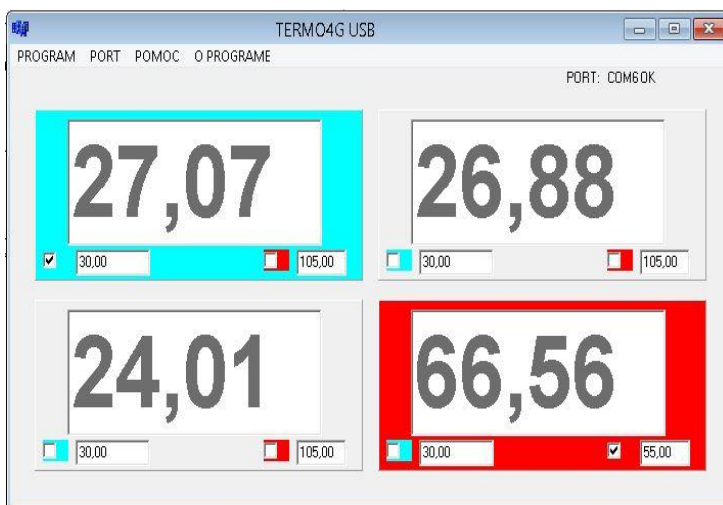 TERMO4G USB
PROGRAM PORT POMOC O PROGRAME
PORT: COM6 OK
27,07 26,88
30,00 105,00 30,00 105,00
24,01 66,56
30,00 105,00 30,00 55,00